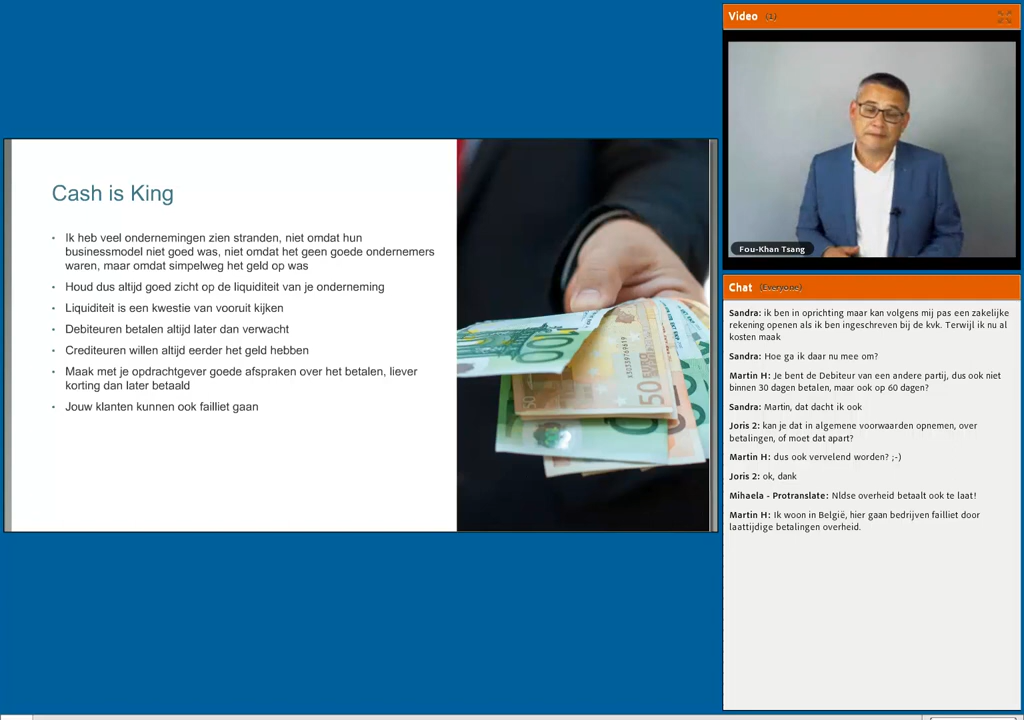 Cash is King
• Ik heb veel ondernemingen zien stranden, niet omdat hun
businessmodel niet goed was, niet omdat het geen goede ondernemers
waren, maar omdat simpelweg het geld op was
• Houd dus altijd goed zicht op de liquiditeit van je onderneming
• Liquiditeit is een kwestie van vooruit kijken
• Debiteuren betalen altijd later dan verwacht
• Crediteuren willen altijd eerder het geld hebben
• Maak met je opdrachtgever goede afspraken over het betalen, liever
korting dan later betaald
• Jouw klanten kunnen ook failliet gaan
100
50 EURO
Video (1)
Fou-Khan Tsang
Chat (Everyone)
Sandra: ik ben in oprichting maar kan volgens mij pas een zakelijke
rekening openen als ik ben ingeschreven bij de kvk. Terwijl ik nu al
kosten maak
Sandra: Hoe ga ik daar nu mee om?
Martin H: Je bent de Debiteur van een andere partij, dus ook niet
binnen 30 dagen betalen, maar ook op 60 dagen?
Sandra: Martin, dat dacht ik ook
Joris 2: kan je dat in algemene voorwaarden opnemen, over
betalingen, of moet dat apart?
Martin H: dus ook vervelend worden? ;-)
Joris 2: ok, dank
Mihaela - Protranslate: Nldse overheid betaalt ook te laat!
Martin H: Ik woon in België, hier gaan bedrijven failliet door
laattijdige betalingen overheid.